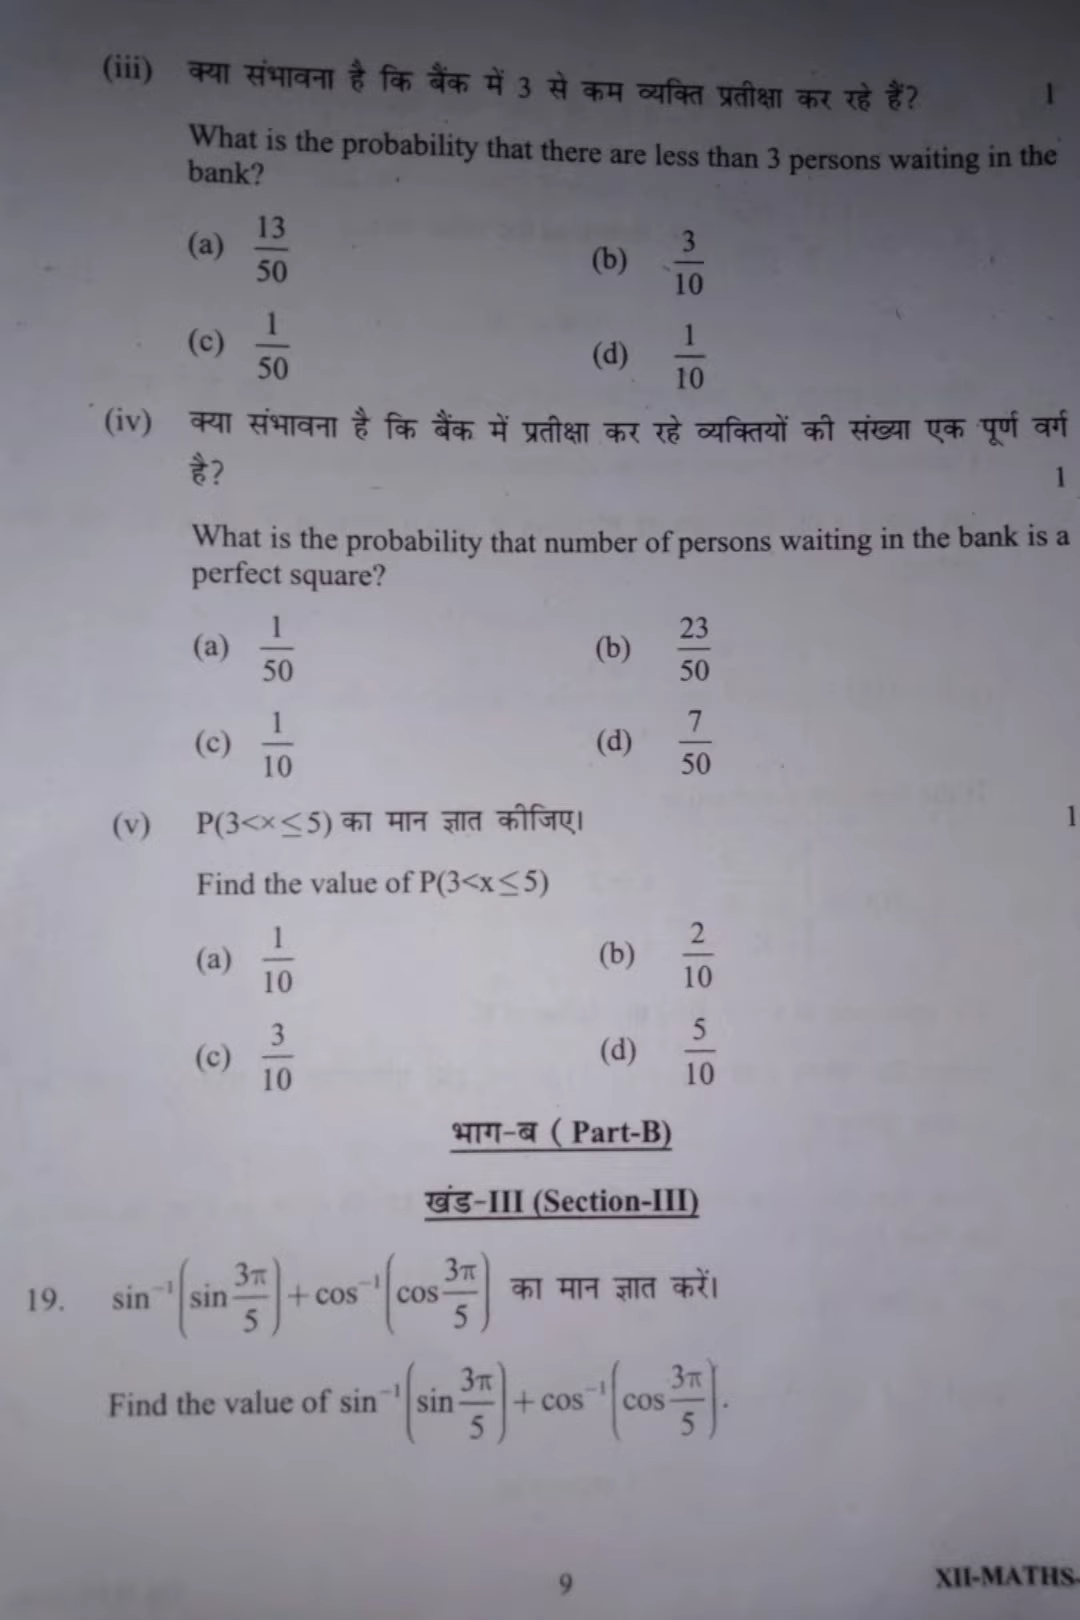 (iii) क्या संभावना है कि बैंक में 3 से कम व्यक्ति प्रतीक्षा कर रहे हैं? 1
What is the probability that there are less than 3 persons waiting in the
bank?
(a) 13/50 (b) 3/10
(c) 1/50 (d) 1/10
(iv) क्या संभावना है कि बैंक में प्रतीक्षा कर रहे व्यक्तियों की संख्या एक पूर्ण वर्ग
है? 1
What is the probability that number of persons waiting in the bank is a
perfect square?
(a) 1/50 (b) 23/50
(c) 1/10 (d) 7/50
(v) P(3<x≤5) का मान ज्ञात कीजिए। 1
Find the value of P(3<x≤5)
(a) 1/10 (b) 2/10
(c) 3/10 (d) 5/10
भाग-ब ( Part-B)
खंड-III (Section-III)
19. sin⁻¹(sin 3π/5) + cos⁻¹(cos 3π/5) का मान ज्ञात करें।
Find the value of sin⁻¹(sin 3π/5) + cos⁻¹(cos 3π/5).
9 XII-MATHS-